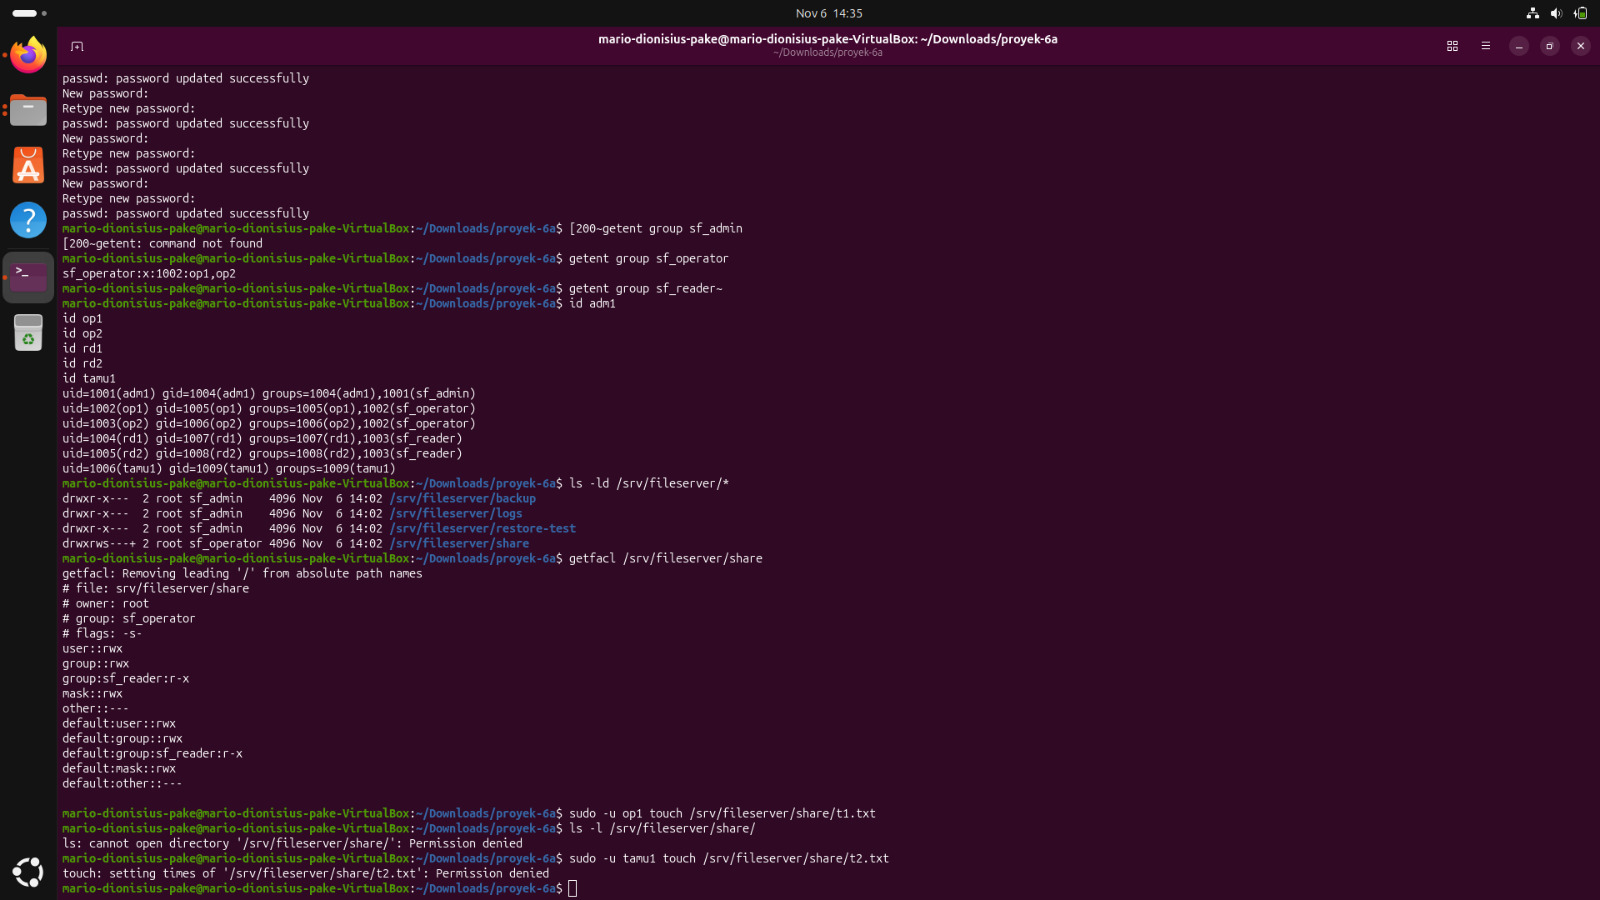 Nov 6 14:35
mario-dionisius-pake@mario-dionisius-pake-VirtualBox: ~/Downloads/proyek-6a
~/Downloads/proyek-6a
passwd: password updated successfully
New password:
Retype new password:
passwd: password updated successfully
New password:
Retype new password:
passwd: password updated successfully
New password:
Retype new password:
passwd: password updated successfully
mario-dionisius-pake@mario-dionisius-pake-VirtualBox:~/Downloads/proyek-6a$ [200~getent group sf_admin
[200~getent: command not found
mario-dionisius-pake@mario-dionisius-pake-VirtualBox:~/Downloads/proyek-6a$ getent group sf_operator
sf_operator:x:1002:op1,op2
mario-dionisius-pake@mario-dionisius-pake-VirtualBox:~/Downloads/proyek-6a$ getent group sf_reader~
mario-dionisius-pake@mario-dionisius-pake-VirtualBox:~/Downloads/proyek-6a$ id adm1
id op1
id op2
id rd1
id rd2
id tamu1
uid=1001(adm1) gid=1004(adm1) groups=1004(adm1),1001(sf_admin)
uid=1002(op1) gid=1005(op1) groups=1005(op1),1002(sf_operator)
uid=1003(op2) gid=1006(op2) groups=1006(op2),1002(sf_operator)
uid=1004(rd1) gid=1007(rd1) groups=1007(rd1),1003(sf_reader)
uid=1005(rd2) gid=1008(rd2) groups=1008(rd2),1003(sf_reader)
uid=1006(tamu1) gid=1009(tamu1) groups=1009(tamu1)
mario-dionisius-pake@mario-dionisius-pake-VirtualBox:~/Downloads/proyek-6a$ ls -ld /srv/fileserver/*
drwxr-x---  2 root sf_admin    4096 Nov  6 14:02 /srv/fileserver/backup
drwxr-x---  2 root sf_admin    4096 Nov  6 14:02 /srv/fileserver/logs
drwxr-x---  2 root sf_admin    4096 Nov  6 14:02 /srv/fileserver/restore-test
drwxrws---+ 2 root sf_operator 4096 Nov  6 14:02 /srv/fileserver/share
mario-dionisius-pake@mario-dionisius-pake-VirtualBox:~/Downloads/proyek-6a$ getfacl /srv/fileserver/share
getfacl: Removing leading '/' from absolute path names
# file: srv/fileserver/share
# owner: root
# group: sf_operator
# flags: -s-
user::rwx
group::rwx
group:sf_reader:r-x
mask::rwx
other::---
default:user::rwx
default:group::rwx
default:group:sf_reader:r-x
default:mask::rwx
default:other::---
mario-dionisius-pake@mario-dionisius-pake-VirtualBox:~/Downloads/proyek-6a$ sudo -u op1 touch /srv/fileserver/share/t1.txt
mario-dionisius-pake@mario-dionisius-pake-VirtualBox:~/Downloads/proyek-6a$ ls -l /srv/fileserver/share/
ls: cannot open directory '/srv/fileserver/share/': Permission denied
mario-dionisius-pake@mario-dionisius-pake-VirtualBox:~/Downloads/proyek-6a$ sudo -u tamu1 touch /srv/fileserver/share/t2.txt
touch: setting times of '/srv/fileserver/share/t2.txt': Permission denied
mario-dionisius-pake@mario-dionisius-pake-VirtualBox:~/Downloads/proyek-6a$